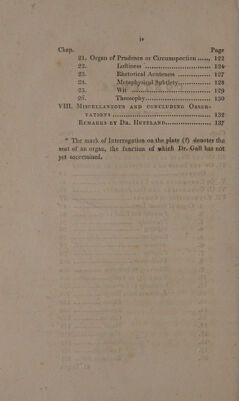 iv
Chap. Page
21. Organ of Prudence or Circumspection ...... 122
22. Loftiness ............................ 124
23. Rhetorical Acuteness .............. 127
24. Metaphysical Subtlety.............. 128
25. Wit ................................. 129
26. Theosophy........................... 130
VIII. Miscellaneous and concluding Obser-
vations ......................................... 132
Remarks by Dr. Hufeland.................... 137
* The mark of Interrogation on the plate (?) denotes the
seat of an organ, the function of which Dr. Gall has not
yet ascertained.